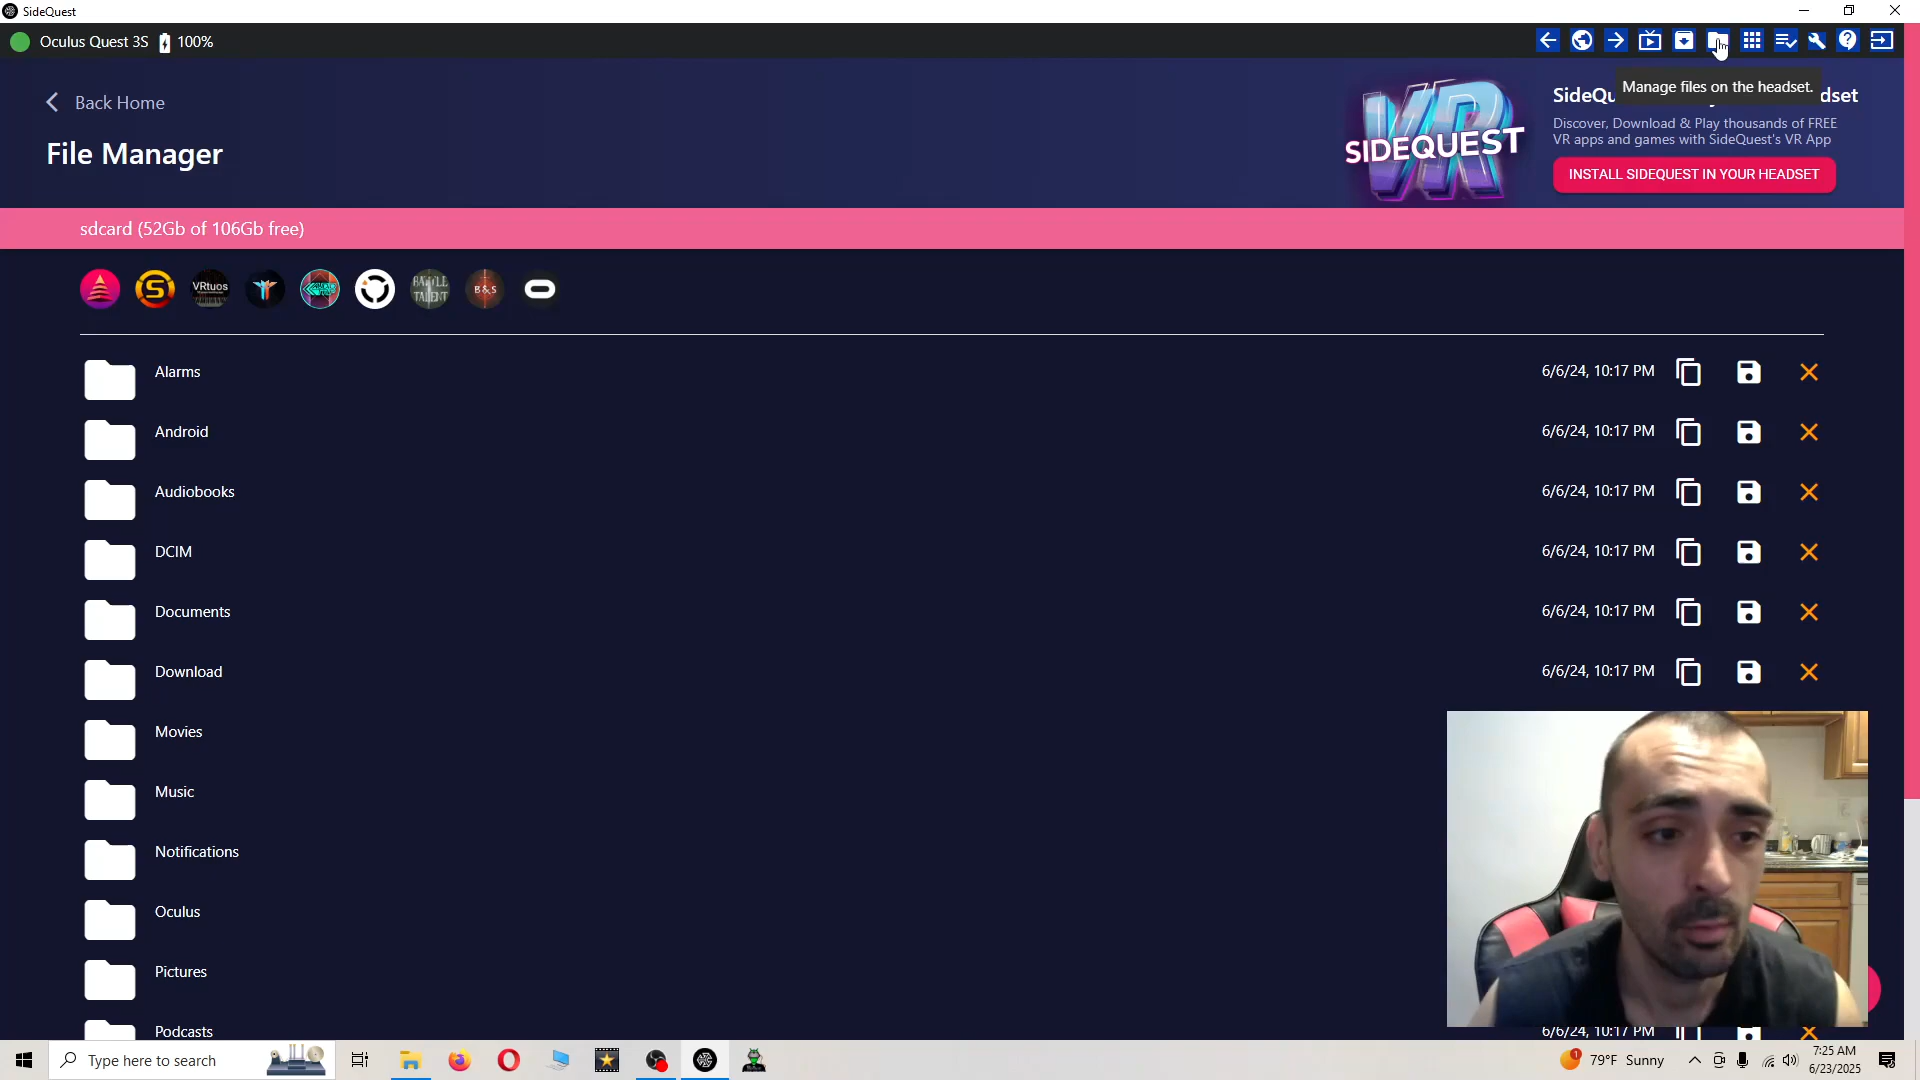 SideQuest
Oculus Quest 3S 100%
Manage files on the headset.
Back Home
File Manager
VR
SIDEQUEST
SideQu
dset
Discover, Download & Play thousands of FREE
VR apps and games with SideQuest's VR App
INSTALL SIDEQUEST IN YOUR HEADSET
sdcard (52Gb of 106Gb free)
S
VRtuos
BATTLE
TALENT
B&S
Alarms 6/6/24, 10:17 PM
Android 6/6/24, 10:17 PM
Audiobooks 6/6/24, 10:17 PM
DCIM 6/6/24, 10:17 PM
Documents 6/6/24, 10:17 PM
Download 6/6/24, 10:17 PM
Movies
Music
Notifications
Oculus
Pictures
Podcasts 6/6/24, 10:17 PM
Type here to search
1
79°F Sunny
7:25 AM
6/23/2025